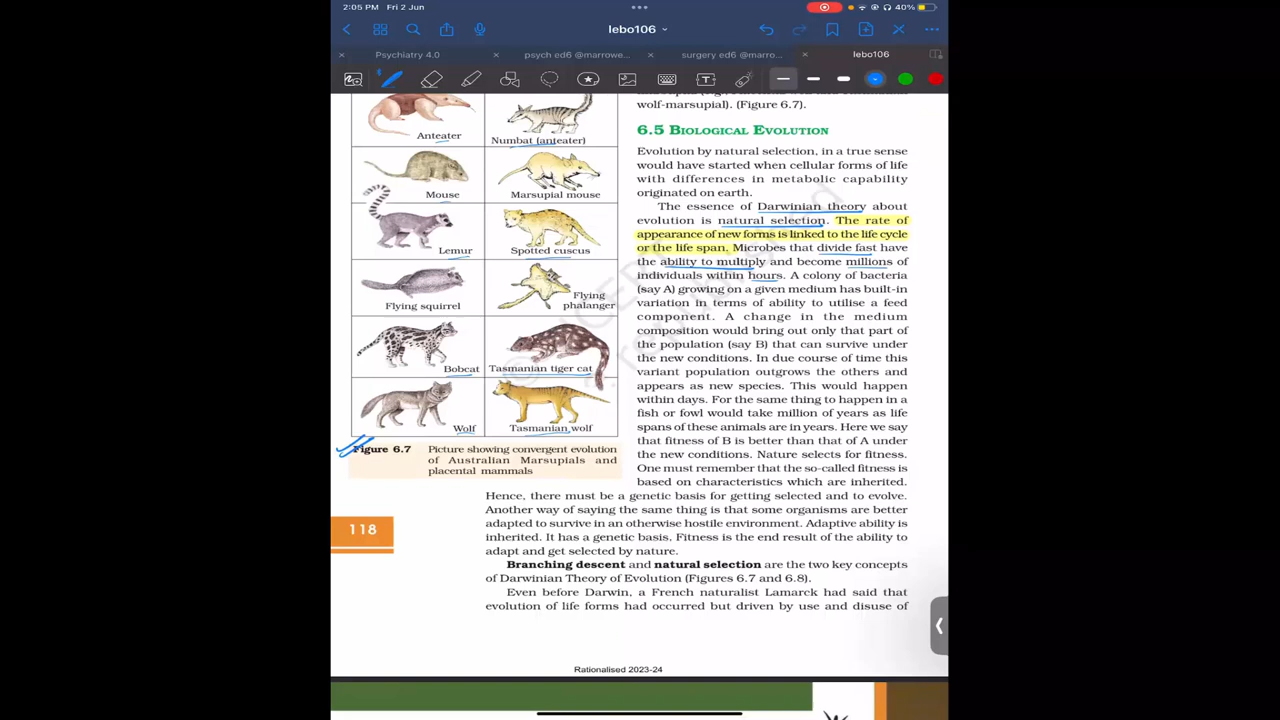 2:05 PM Fri 2 Jun
40%
lebo106
Psychiatry 4.0
psych ed6 @marrowe...
surgery ed6 @marro...
lebo106
Anteater
Numbat (anteater)
Mouse
Marsupial mouse
Lemur
Spotted cuscus
Flying squirrel
Flying
phalanger
Bobcat
Tasmanian tiger cat
Wolf
Tasmanian wolf
Figure 6.7 Picture showing convergent evolution
of Australian Marsupials and
placental mammals
118
wolf-marsupial). (Figure 6.7).
6.5 BIOLOGICAL EVOLUTION
Evolution by natural selection, in a true sense
would have started when cellular forms of life
with differences in metabolic capability
originated on earth.
The essence of Darwinian theory about
evolution is natural selection. The rate of
appearance of new forms is linked to the life cycle
or the life span. Microbes that divide fast have
the ability to multiply and become millions of
individuals within hours. A colony of bacteria
(say A) growing on a given medium has built-in
variation in terms of ability to utilise a feed
component. A change in the medium
composition would bring out only that part of
the population (say B) that can survive under
the new conditions. In due course of time this
variant population outgrows the others and
appears as new species. This would happen
within days. For the same thing to happen in a
fish or fowl would take million of years as life
spans of these animals are in years. Here we say
that fitness of B is better than that of A under
the new conditions. Nature selects for fitness.
One must remember that the so-called fitness is
based on characteristics which are inherited.
Hence, there must be a genetic basis for getting selected and to evolve.
Another way of saying the same thing is that some organisms are better
adapted to survive in an otherwise hostile environment. Adaptive ability is
inherited. It has a genetic basis. Fitness is the end result of the ability to
adapt and get selected by nature.
Branching descent and natural selection are the two key concepts
of Darwinian Theory of Evolution (Figures 6.7 and 6.8).
Even before Darwin, a French naturalist Lamarck had said that
evolution of life forms had occurred but driven by use and disuse of
Rationalised 2023-24